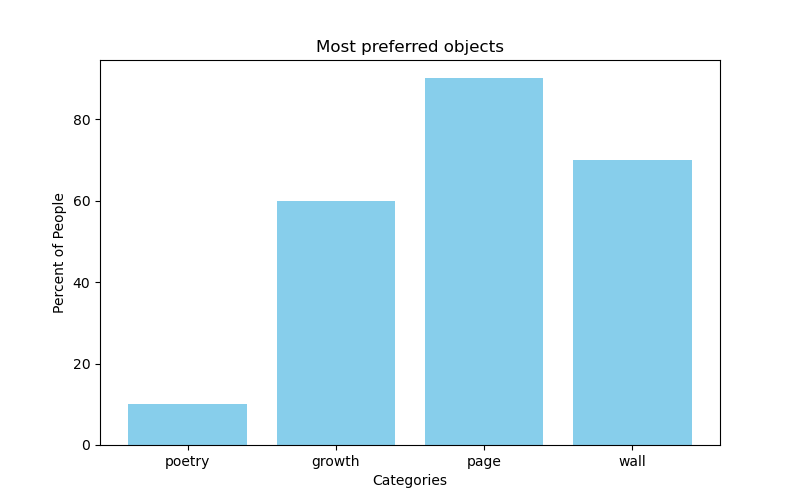 Most preferred objects
Percent of People
80
60
40
20
0
poetry growth page wall
Categories